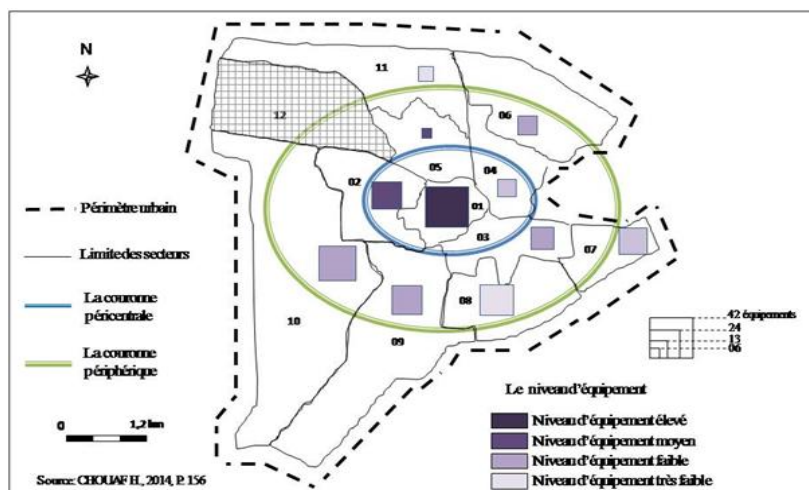 N
11
06
12
05
04
02
01
03
07
08
10
09
Périmètre urbain
Limite des secteurs
La couronne
péricentrale
La couronne
périphérique
0 1,2 km
Source: CHOUAF H., 2014, P. 156
42 équipements
24
13
06
Le niveau d'équipement
Niveau d'équipement élevé
Niveau d'équipement moyen
Niveau d'équipement faible
Niveau d'équipement très faible